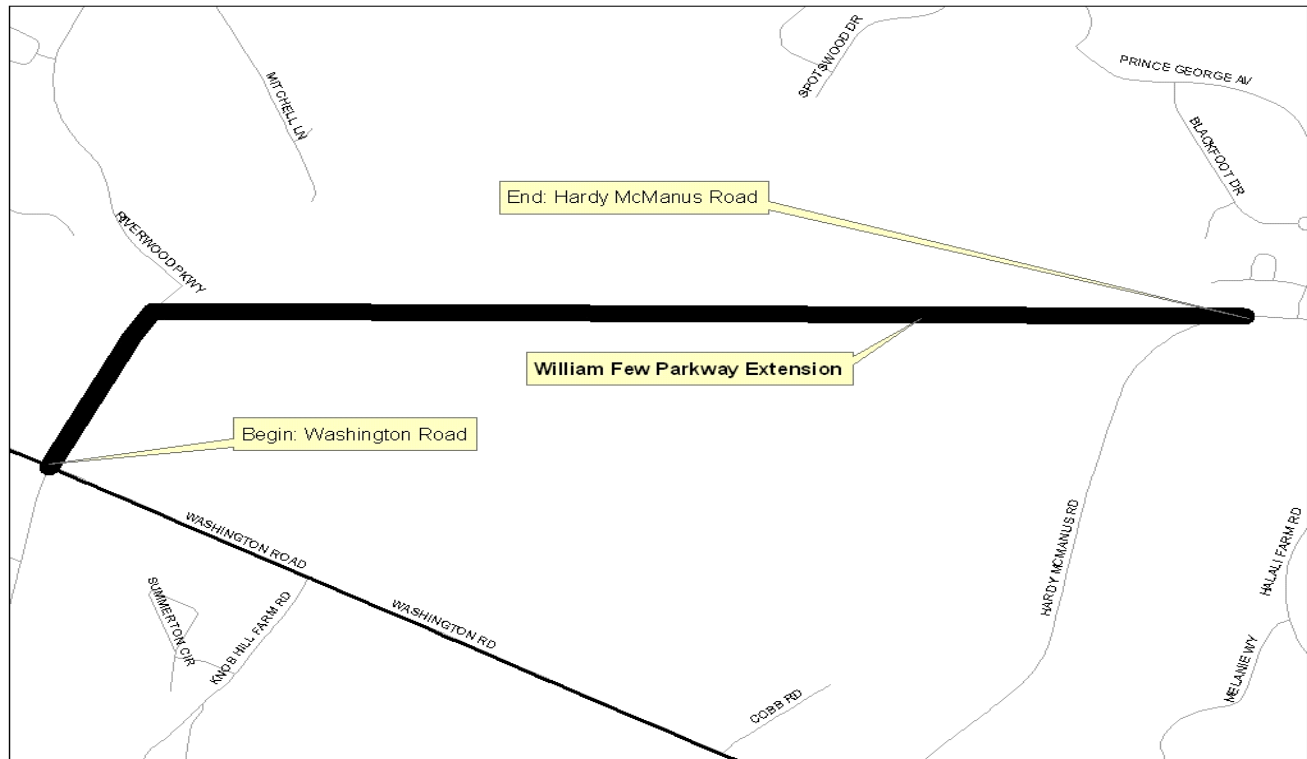 SPOTSWOOD DR
PRINCE GEORGE AV
MITCHELL LN
BLACKFOOT DR
End: Hardy McManus Road
RIVERWOOD PKWY
William Few Parkway Extension
Begin: Washington Road
WASHINGTON ROAD
HARDY MCMANUS RD
HALALI FARM RD
SUMMERTON CIR
KNOB HILL FARM RD
WASHINGTON RD
MELANIE WY
COBB RD